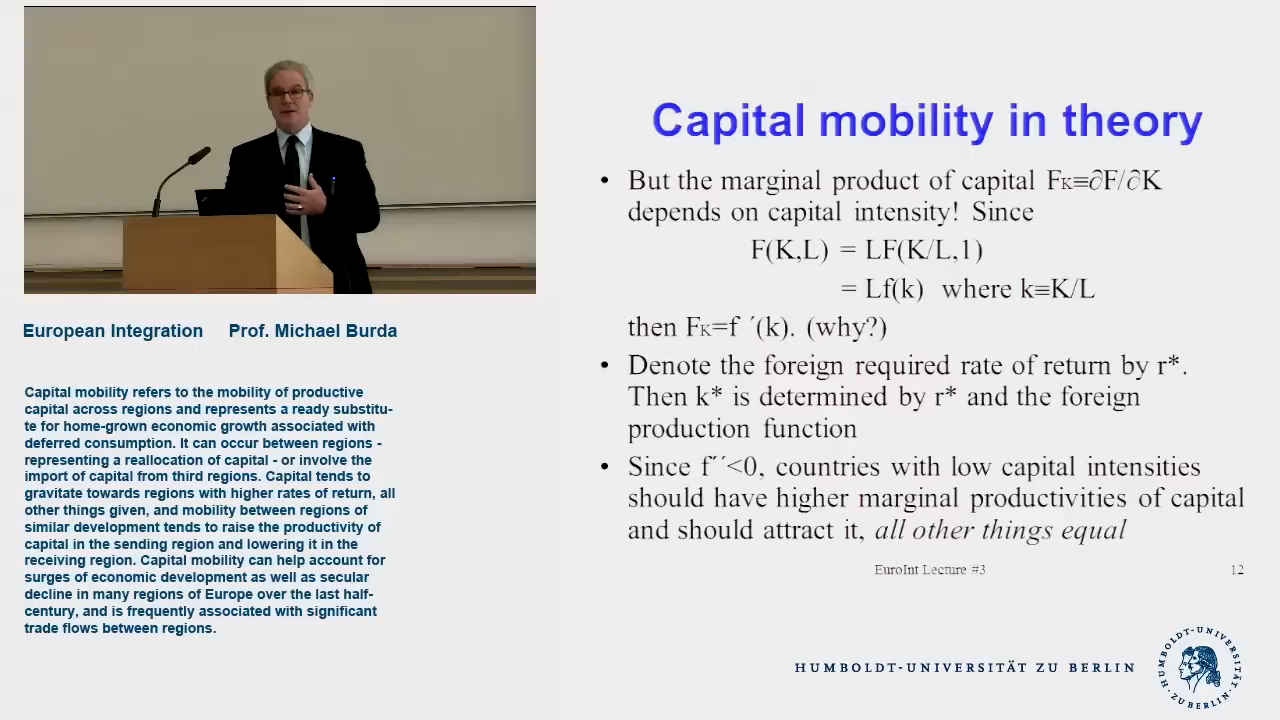 European Integration Prof. Michael Burda
Capital mobility refers to the mobility of productive
capital across regions and represents a ready substitu-
te for home-grown economic growth associated with
deferred consumption. It can occur between regions -
representing a reallocation of capital - or involve the
import of capital from third regions. Capital tends to
gravitate towards regions with higher rates of return, all
other things given, and mobility between regions of
similar development tends to raise the productivity of
capital in the sending region and lowering it in the
receiving region. Capital mobility can help account for
surges of economic development as well as secular
decline in many regions of Europe over the last half-
century, and is frequently associated with significant
trade flows between regions.
Capital mobility in theory
• But the marginal product of capital FK≡∂F/∂K
depends on capital intensity! Since
F(K,L) = LF(K/L,1)
= Lf(k) where k≡K/L
then FK=f ´(k). (why?)
• Denote the foreign required rate of return by r*.
Then k* is determined by r* and the foreign
production function
• Since f´´<0, countries with low capital intensities
should have higher marginal productivities of capital
and should attract it, all other things equal
EuroInt Lecture #3 12
HUMBOLDT-UNIVERSITÄT ZU BERLIN
HUMBOLDT-UNIVERSITÄT
ZU BERLIN